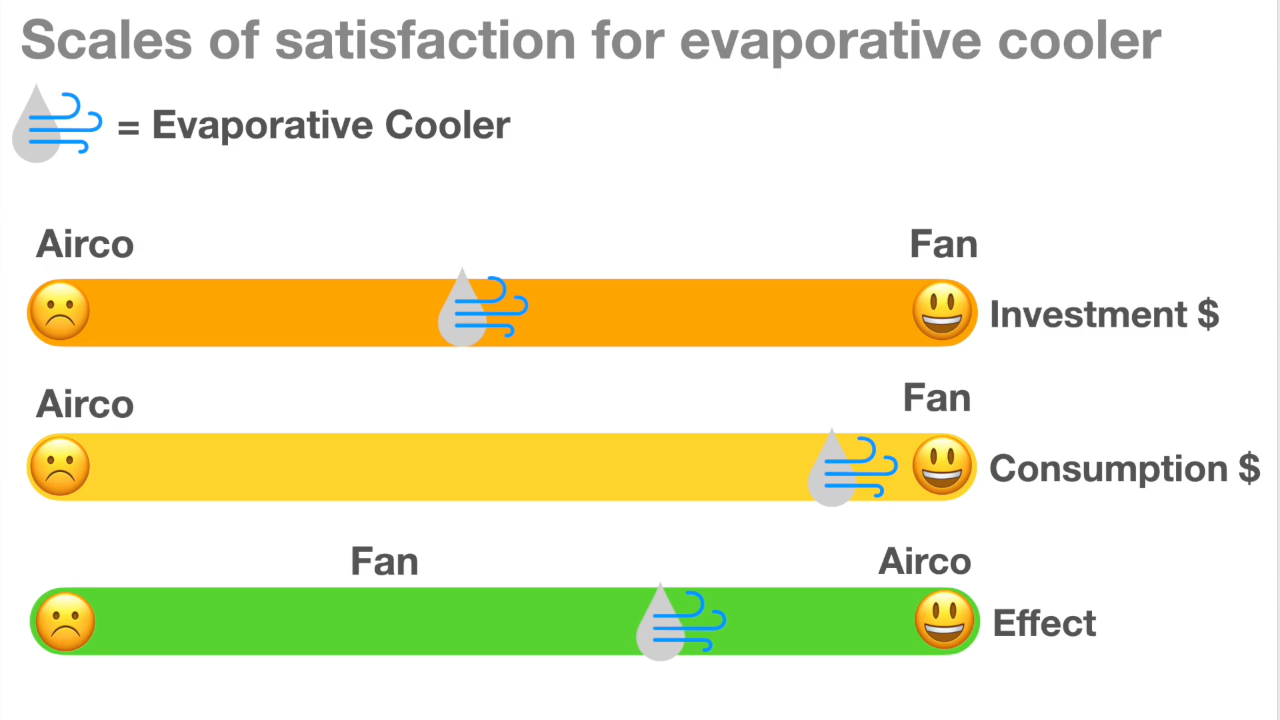 Scales of satisfaction for evaporative cooler
= Evaporative Cooler
Airco Fan
Investment $
Airco Fan
Consumption $
Fan Airco
Effect